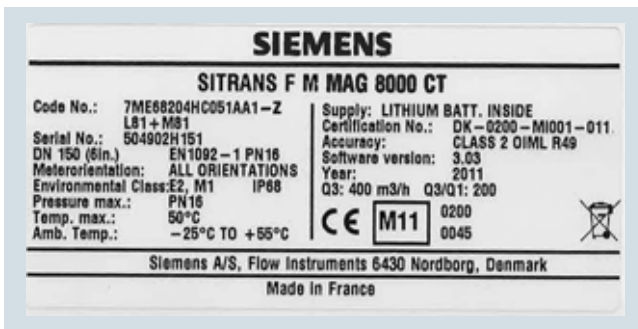 SIEMENS
SITRANS F M MAG 8000 CT
Code No.: 7ME68204HC051AA1-Z
L81+M81
Serial No.: 504902H151
DN 150 (6in.) EN1092-1 PN16
Meterorientation: ALL ORIENTATIONS
Environmental Class:E2, M1 IP68
Pressure max.: PN16
Temp. max.: 50°C
Amb. Temp.: -25°C TO +55°C
Supply: LITHIUM BATT. INSIDE
Certification No.: DK-0200-MI001-011
Accuracy: CLASS 2 OIML R49
Software version: 3.03
Year: 2011
Q3: 400 m3/h Q3/Q1: 200
CE M11 0200
0045
Siemens A/S, Flow Instruments 6430 Nordborg, Denmark
Made in France